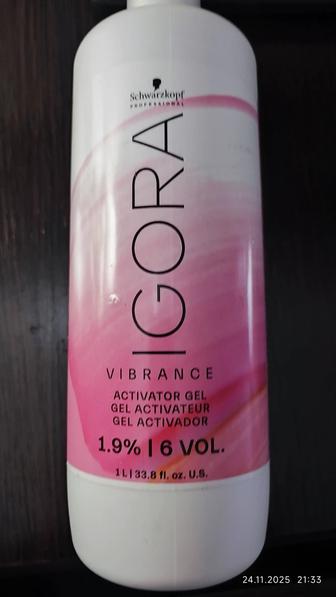 Schwarzkopf
PROFESSIONAL
IGORA
VIBRANCE
ACTIVATOR GEL
GEL ACTIVATEUR
GEL ACTIVADOR
1.9% | 6 VOL.
1 L | 33.8 fl. oz. U.S.
24.11.2025 21:33